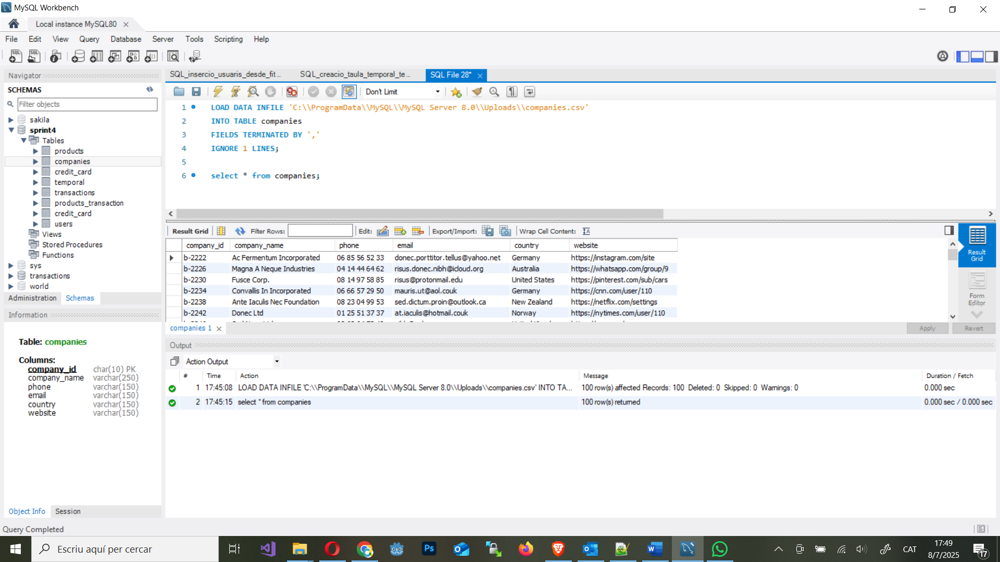 MySQL Workbench
Local instance MySQL80
File Edit View Query Database Server Tools Scripting Help
Navigator
SCHEMAS
Filter objects
sakila
sprint4
Tables
products
companies
credit_card
temporal
transactions
products_transaction
credit_card
users
Views
Stored Procedures
Functions
sys
transactions
world
Administration Schemas
Information
Table: companies
Columns:
company_id char(10) PK
company_name varchar(250)
phone varchar(150)
email varchar(150)
country varchar(150)
website varchar(150)
Object Info Session
SQL_insercio_usuaris_desde_fit... SQL_creacio_taula_temporal_te... SQL File 28*
Don't Limit
1 LOAD DATA INFILE 'C:\\ProgramData\\MySQL\\MySQL Server 8.0\\Uploads\\companies.csv'
2 INTO TABLE companies
3 FIELDS TERMINATED BY ','
4 IGNORE 1 LINES;
5
6 select * from companies;
Result Grid Filter Rows: Edit: Export/Import: Wrap Cell Content:
company_id company_name phone email country website
b-2222 Ac Fermentum Incorporated 06 85 56 52 33 donec.porttitor.tellus@yahoo.net Germany https://instagram.com/site
b-2226 Magna A Neque Industries 04 14 44 64 62 risus.donec.nibh@icloud.org Australia https://whatsapp.com/group/9
b-2230 Fusce Corp. 08 14 97 58 85 risus@protonmail.edu United States https://pinterest.com/sub/cars
b-2234 Convallis In Incorporated 06 66 57 29 50 mauris.ut@aol.couk Germany https://cnn.com/user/110
b-2238 Ante Iaculis Nec Foundation 08 23 04 99 53 sed.dictum.proin@outlook.ca New Zealand https://netflix.com/settings
b-2242 Donec Ltd 01 25 51 37 37 at.iaculis@hotmail.couk Norway https://nytimes.com/user/110
Result
Grid
Form
Editor
companies 1
Apply Revert
Output
Action Output
# Time Action Message Duration / Fetch
1 17:45:08 LOAD DATA INFILE 'C:\\ProgramData\\MySQL\\MySQL Server 8.0\\Uploads\\companies.csv' INTO TA... 100 row(s) affected Records: 100 Deleted: 0 Skipped: 0 Warnings: 0 0.000 sec
2 17:45:15 select * from companies 100 row(s) returned 0.000 sec / 0.000 sec
Query Completed
Escriu aquí per cercar
CAT
17:49
8/7/2025
17